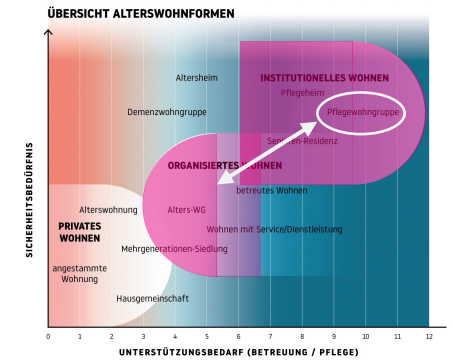 ÜBERSICHT ALTERSWOHNFORMEN
SICHERHEITSBEDÜRFNIS
Altersheim
INSTITUTIONELLES WOHNEN
Pflegeheim
Demenzwohngruppe
Pflegewohngruppe
Senioren-Residenz
ORGANISIERTES WOHNEN
betreutes Wohnen
Alterswohnung
Alters-WG
PRIVATES
WOHNEN
Wohnen mit Service/Dienstleistung
Mehrgenerationen-Siedlung
angestammte
Wohnung
Hausgemeinschaft
0 1 2 3 4 5 6 7 8 9 10 11 12
UNTERSTÜTZUNGSBEDARF (BETREUUNG / PFLEGE)